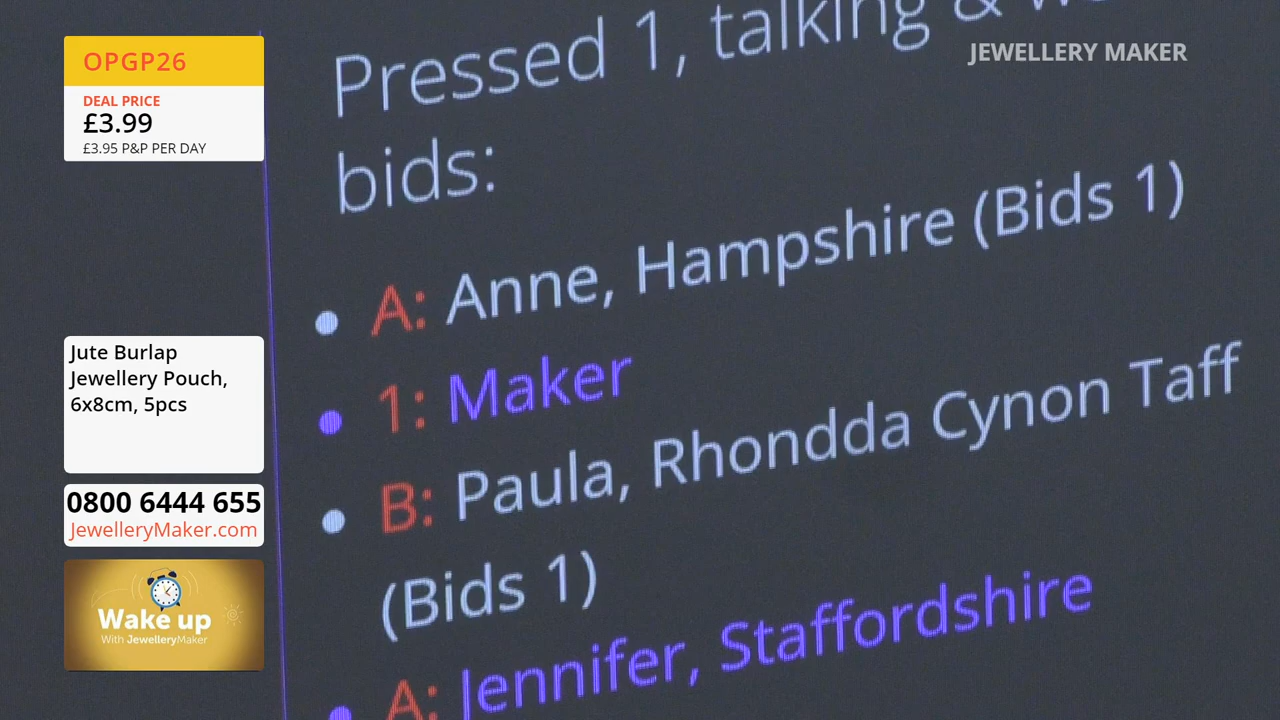 OPGP26
DEAL PRICE
£3.99
£3.95 P&P PER DAY
Jute Burlap
Jewellery Pouch,
6x8cm, 5pcs
0800 6444 655
JewelleryMaker.com
Wake up
With JewelleryMaker
JEWELLERY MAKER
Pressed 1, talking &
bids:
A: Anne, Hampshire (Bids 1)
1: Maker
B: Paula, Rhondda Cynon Taff
(Bids 1)
A: Jennifer, Staffordshire